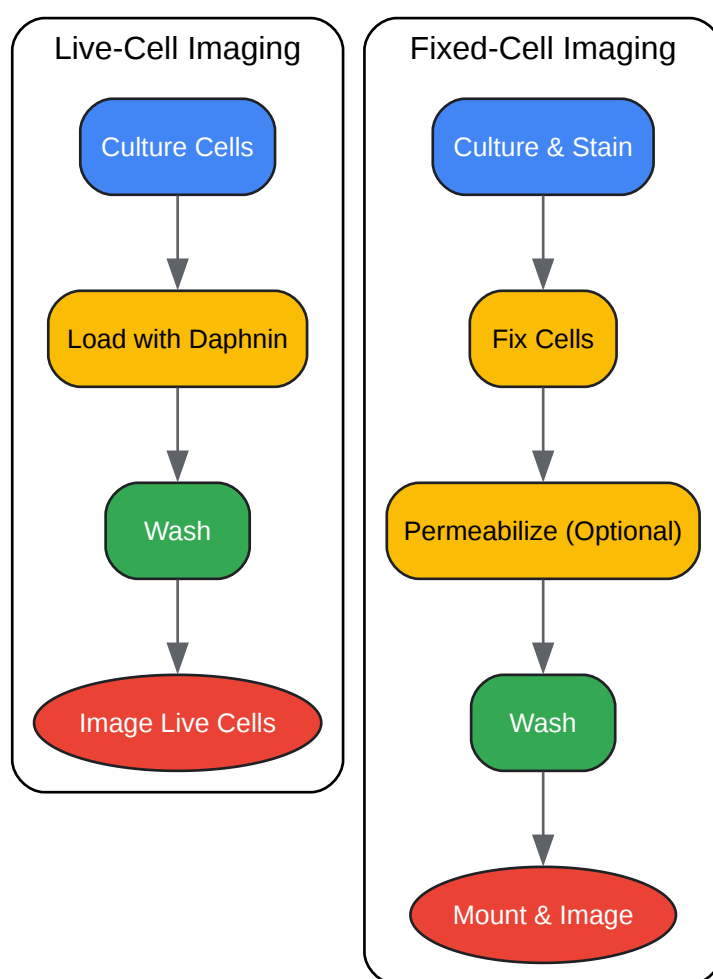 Live-Cell Imaging
Culture Cells
Load with Daphnin
Wash
Image Live Cells
Fixed-Cell Imaging
Culture & Stain
Fix Cells
Permeabilize (Optional)
Wash
Mount & Image